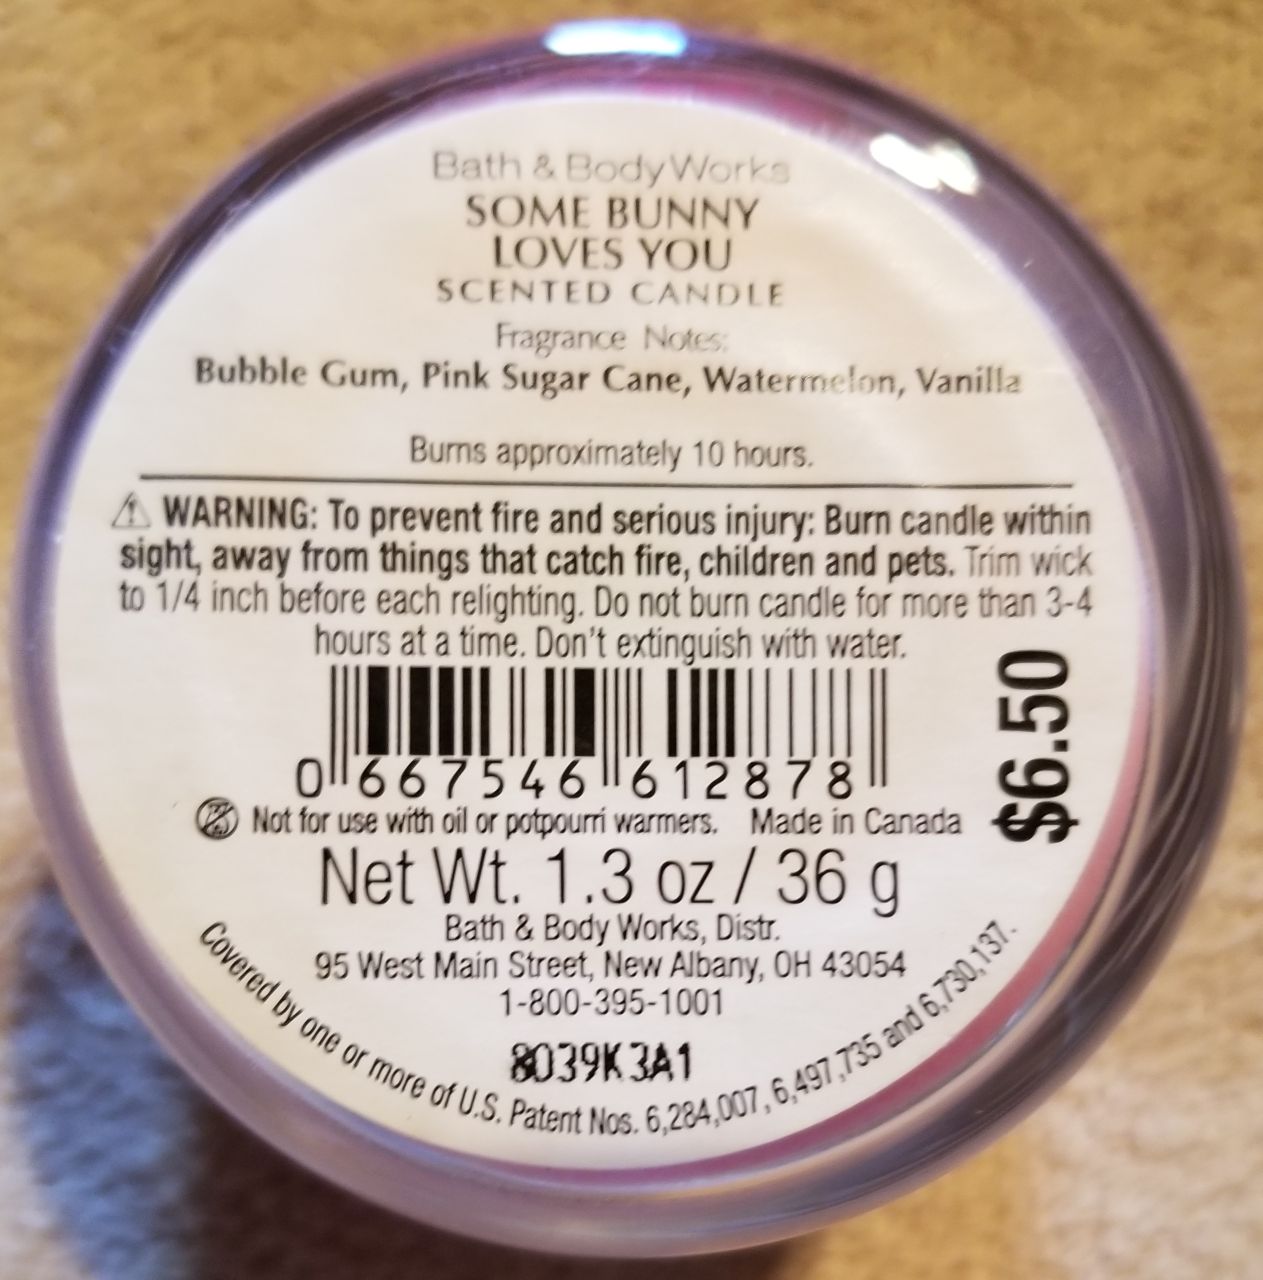 Bath & Body Works
SOME BUNNY
LOVES YOU
SCENTED CANDLE
Fragrance Notes:
Bubble Gum, Pink Sugar Cane, Watermelon, Vanilla
Burns approximately 10 hours.
⚠ WARNING: To prevent fire and serious injury: Burn candle within
sight, away from things that catch fire, children and pets. Trim wick
to 1/4 inch before each relighting. Do not burn candle for more than 3-4
hours at a time. Don't extinguish with water.
$6.50
0 667546 612878
Not for use with oil or potpourri warmers. Made in Canada
Net Wt. 1.3 oz / 36 g
Bath & Body Works, Distr.
95 West Main Street, New Albany, OH 43054
1-800-395-1001
8039K3A1
Covered by one or more of U.S. Patent Nos. 6,284,007, 6,497,735 and 6,730,137.